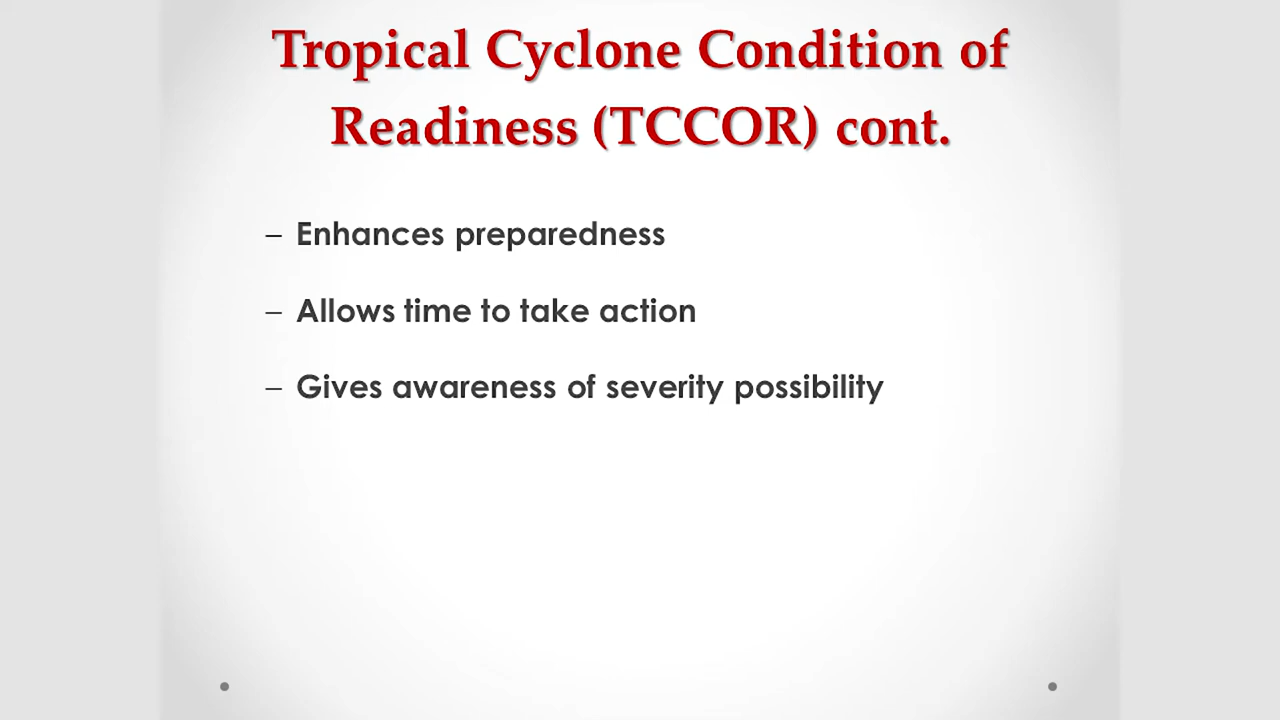 Tropical Cyclone Condition of
Readiness (TCCOR) cont.
– Enhances preparedness
– Allows time to take action
– Gives awareness of severity possibility